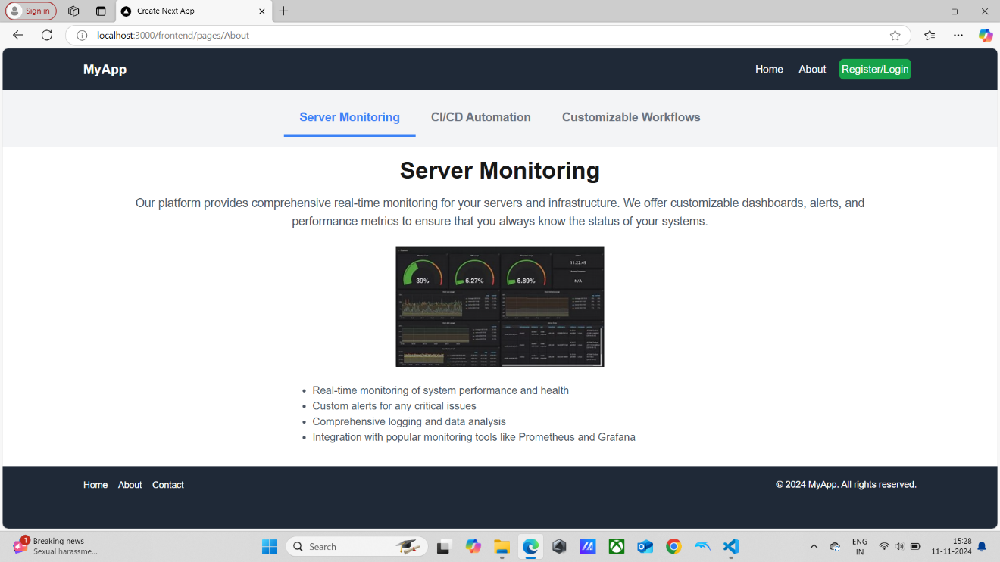 Sign in
Create Next App
localhost:3000/frontend/pages/About
MyApp
Home About Register/Login
Server Monitoring CI/CD Automation Customizable Workflows
Server Monitoring
Our platform provides comprehensive real-time monitoring for your servers and infrastructure. We offer customizable dashboards, alerts, and
performance metrics to ensure that you always know the status of your systems.
11:22:49
39% 6.27% 6.89% N/A
Real-time monitoring of system performance and health
Custom alerts for any critical issues
Comprehensive logging and data analysis
Integration with popular monitoring tools like Prometheus and Grafana
Home About Contact © 2024 MyApp. All rights reserved.
1
Breaking news
Sexual harassme...
Search
ENG
IN
15:28
11-11-2024